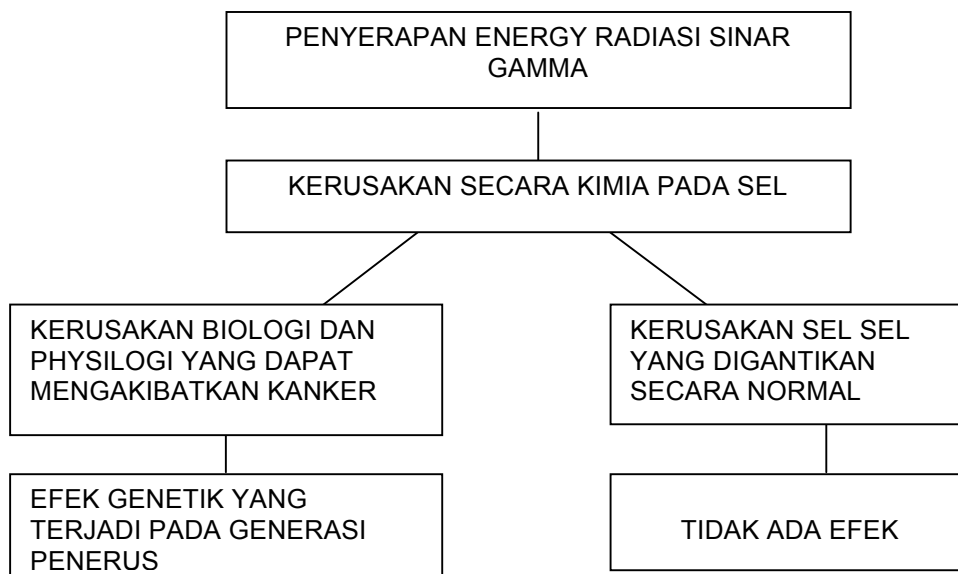 PENYERAPAN ENERGY RADIASI SINAR
GAMMA
KERUSAKAN SECARA KIMIA PADA SEL
KERUSAKAN BIOLOGI DAN
PHYSILOGI YANG DAPAT
MENGAKIBATKAN KANKER
KERUSAKAN SEL SEL
YANG DIGANTIKAN
SECARA NORMAL
EFEK GENETIK YANG
TERJADI PADA GENERASI
PENERUS
TIDAK ADA EFEK